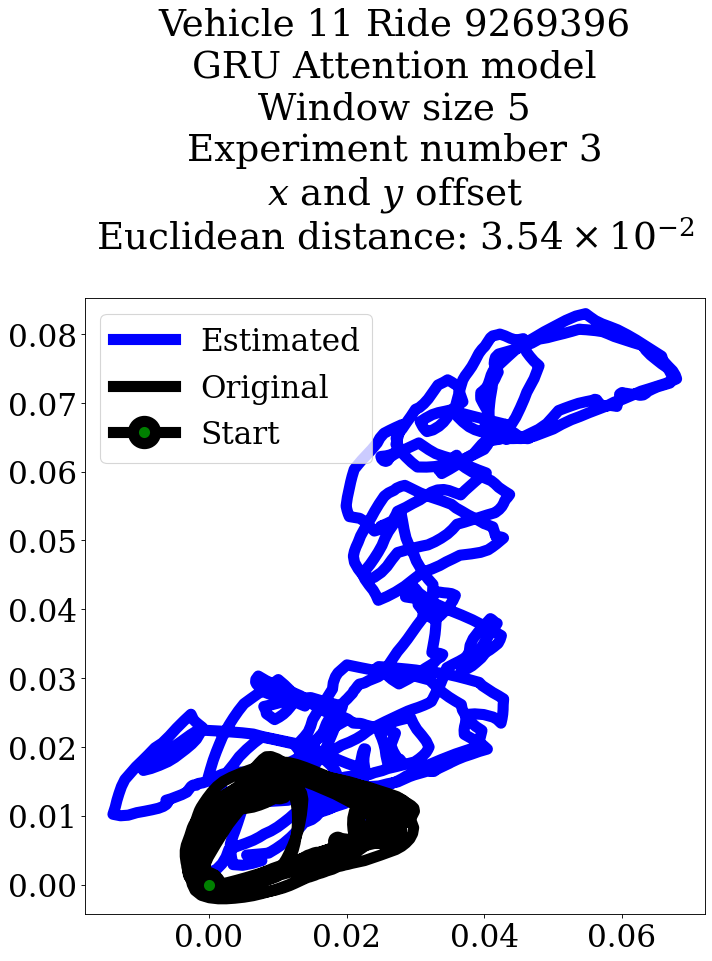 Vehicle 11 Ride 9269396
GRU Attention model
Window size 5
Experiment number 3
x and y offset
Euclidean distance: 3.54 × 10⁻²
Estimated
Original
Start
0.08
0.07
0.06
0.05
0.04
0.03
0.02
0.01
0.00
0.00 0.02 0.04 0.06